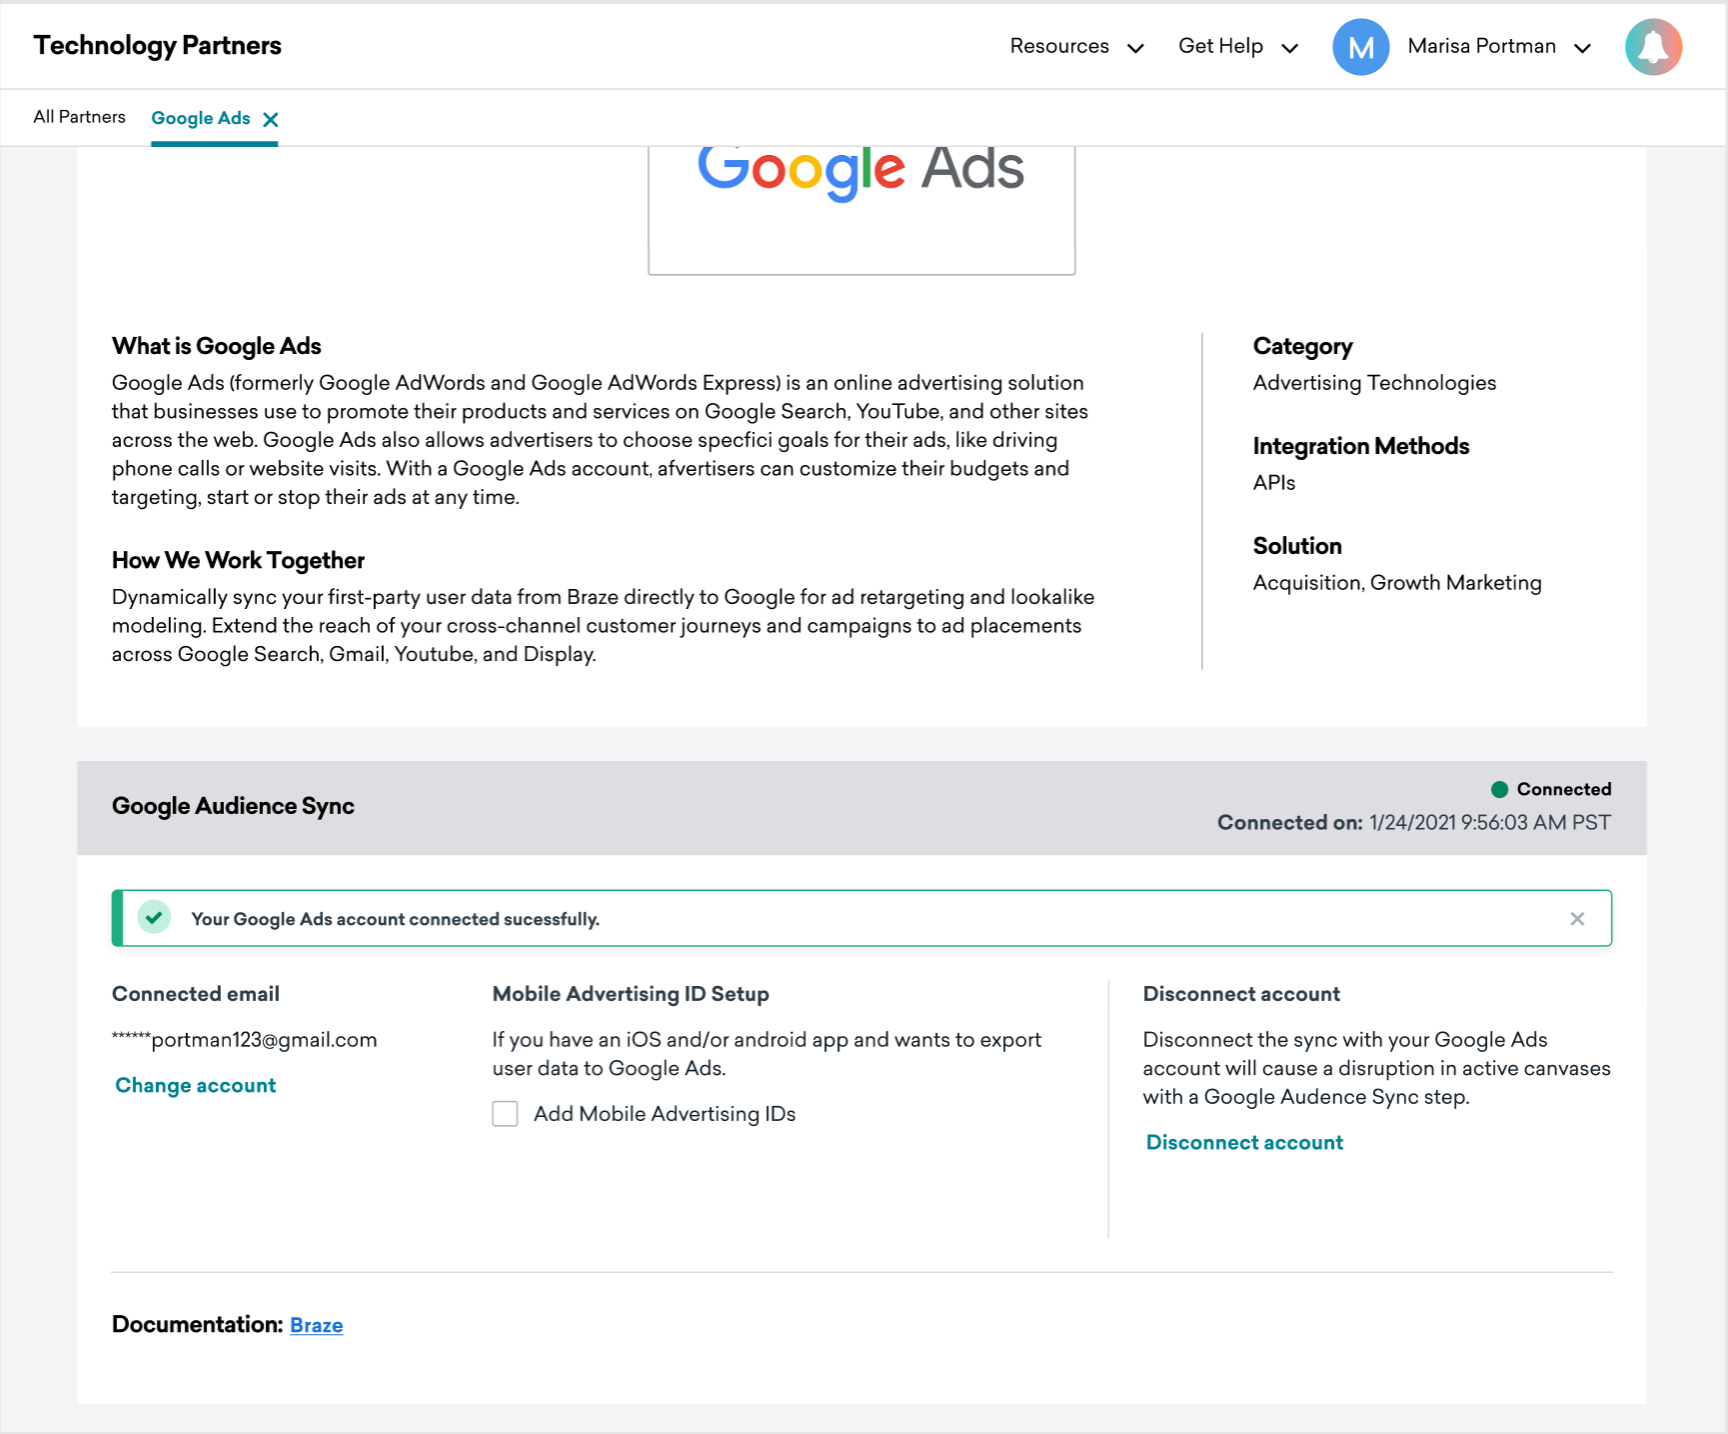 Technology Partners
Resources
Get Help
M
Marisa Portman
All Partners
Google Ads
Google Ads
What is Google Ads
Google Ads (formerly Google AdWords and Google AdWords Express) is an online advertising solution
that businesses use to promote their products and services on Google Search, YouTube, and other sites
across the web. Google Ads also allows advertisers to choose specfici goals for their ads, like driving
phone calls or website visits. With a Google Ads account, afvertisers can customize their budgets and
targeting, start or stop their ads at any time.
How We Work Together
Dynamically sync your first-party user data from Braze directly to Google for ad retargeting and lookalike
modeling. Extend the reach of your cross-channel customer journeys and campaigns to ad placements
across Google Search, Gmail, Youtube, and Display.
Category
Advertising Technologies
Integration Methods
APIs
Solution
Acquisition, Growth Marketing
Google Audience Sync
Connected
Connected on: 1/24/2021 9:56:03 AM PST
Your Google Ads account connected sucessfully.
Connected email
******portman123@gmail.com
Change account
Mobile Advertising ID Setup
If you have an iOS and/or android app and wants to export
user data to Google Ads.
Add Mobile Advertising IDs
Disconnect account
Disconnect the sync with your Google Ads
account will cause a disruption in active canvases
with a Google Audence Sync step.
Disconnect account
Documentation: Braze